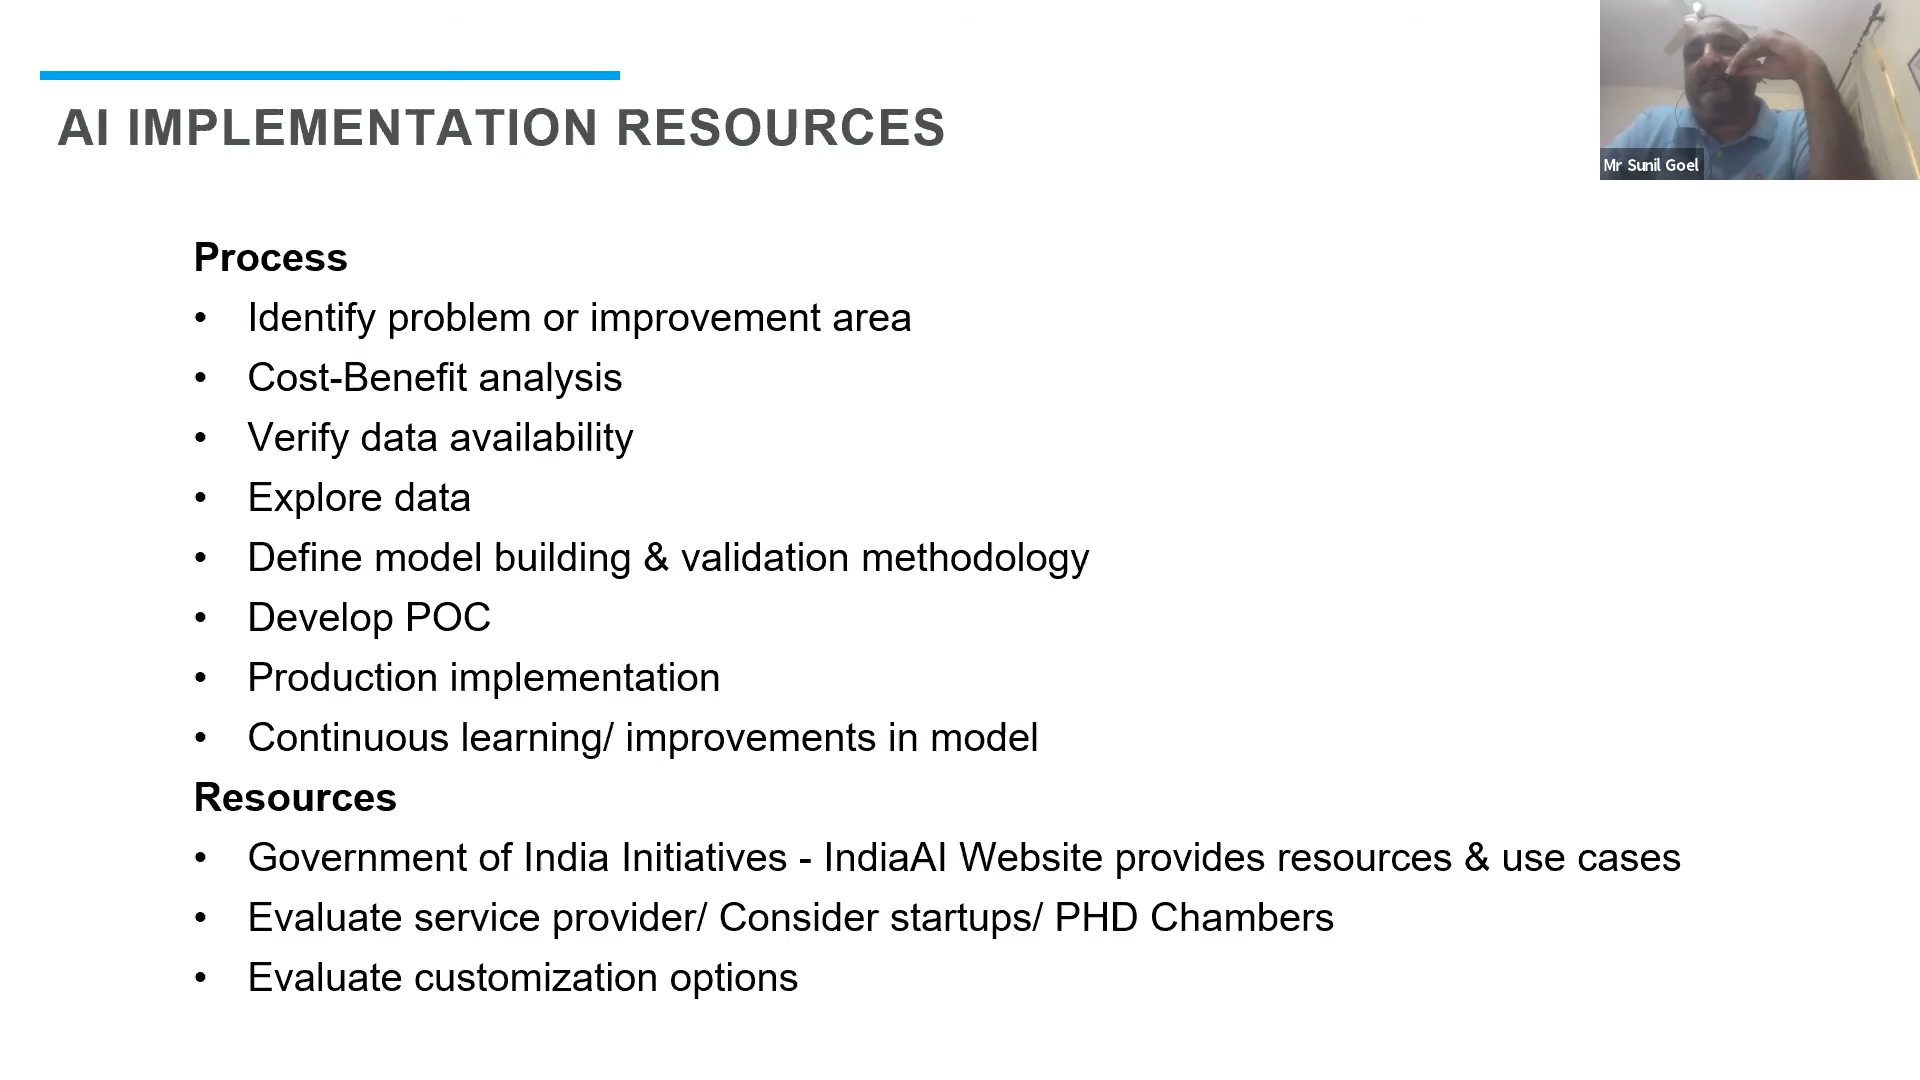 AI IMPLEMENTATION RESOURCES
Mr Sunil Goel
Process
• Identify problem or improvement area
• Cost-Benefit analysis
• Verify data availability
• Explore data
• Define model building & validation methodology
• Develop POC
• Production implementation
• Continuous learning/ improvements in model
Resources
• Government of India Initiatives - IndiaAI Website provides resources & use cases
• Evaluate service provider/ Consider startups/ PHD Chambers
• Evaluate customization options